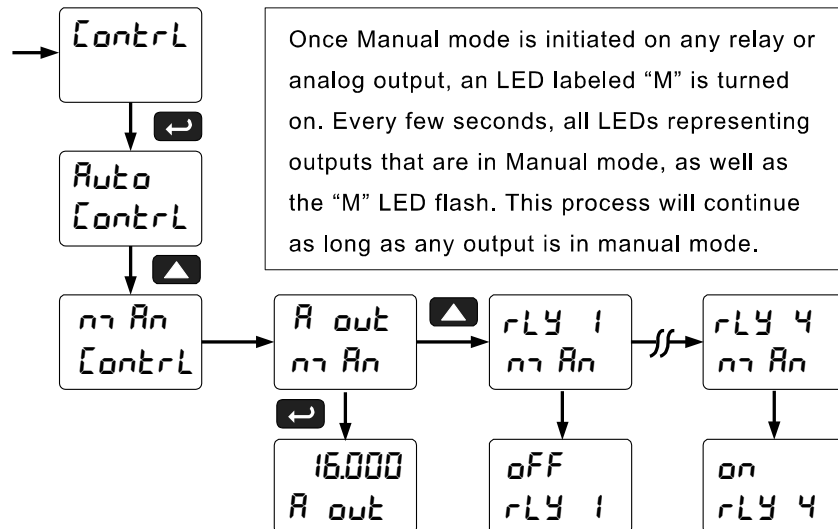 ContrL
Once Manual mode is initiated on any relay or
analog output, an LED labeled “M” is turned
on. Every few seconds, all LEDs representing
outputs that are in Manual mode, as well as
the “M” LED flash. This process will continue
as long as any output is in manual mode.
Auto
ContrL
mAn
ContrL
A out
mAn
rLY 1
mAn
rLY 4
mAn
16.000
A out
oFF
rLY 1
on
rLY 4